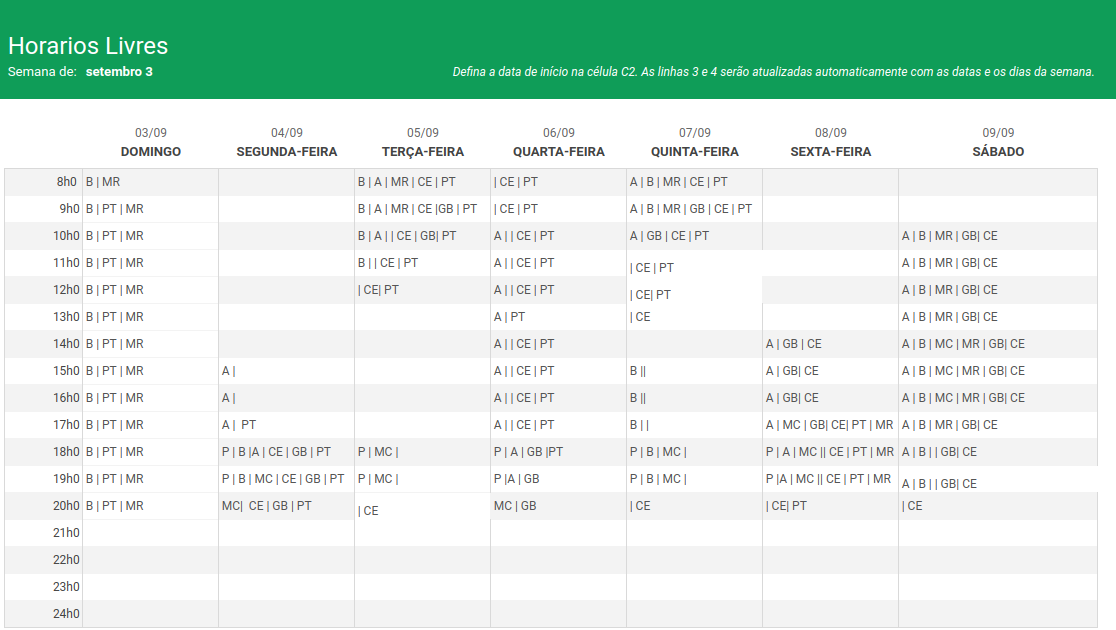 Horarios Livres
Semana de: setembro 3 Defina a data de início na célula C2. As linhas 3 e 4 serão atualizadas automaticamente com as datas e os dias da semana.
03/09 04/09 05/09 06/09 07/09 08/09 09/09
DOMINGO SEGUNDA-FEIRA TERÇA-FEIRA QUARTA-FEIRA QUINTA-FEIRA SEXTA-FEIRA SÁBADO
8h0 B | MR B | A | MR | CE | PT | CE | PT A | B | MR | CE | PT
9h0 B | PT | MR B | A | MR | CE |GB | PT | CE | PT A | B | MR | GB | CE | PT
10h0 B | PT | MR B | A | | CE | GB| PT A | | CE | PT A | GB | CE | PT A | B | MR | GB| CE
11h0 B | PT | MR B | | CE | PT A | | CE | PT | CE | PT A | B | MR | GB| CE
12h0 B | PT | MR | CE| PT A | | CE | PT | CE| PT A | B | MR | GB| CE
13h0 B | PT | MR A | PT | CE A | B | MR | GB| CE
14h0 B | PT | MR A | | CE | PT A | GB | CE A | B | MC | MR | GB| CE
15h0 B | PT | MR A | A | | CE | PT B || A | GB| CE A | B | MC | MR | GB| CE
16h0 B | PT | MR A | A | | CE | PT B || A | GB| CE A | B | MC | MR | GB| CE
17h0 B | PT | MR A | PT A | | CE | PT B | | A | MC | GB| CE| PT | MR A | B | MR | GB| CE
18h0 B | PT | MR P | B |A | CE | GB | PT P | MC | P | A | GB |PT P | B | MC | P | A | MC || CE | PT | MR A | B | | GB| CE
19h0 B | PT | MR P | B | MC | CE | GB | PT P | MC | P |A | GB P | B | MC | P |A | MC || CE | PT | MR A | B | | GB| CE
20h0 B | PT | MR MC| CE | GB | PT | CE MC | GB | CE | CE| PT | CE
21h0
22h0
23h0
24h0